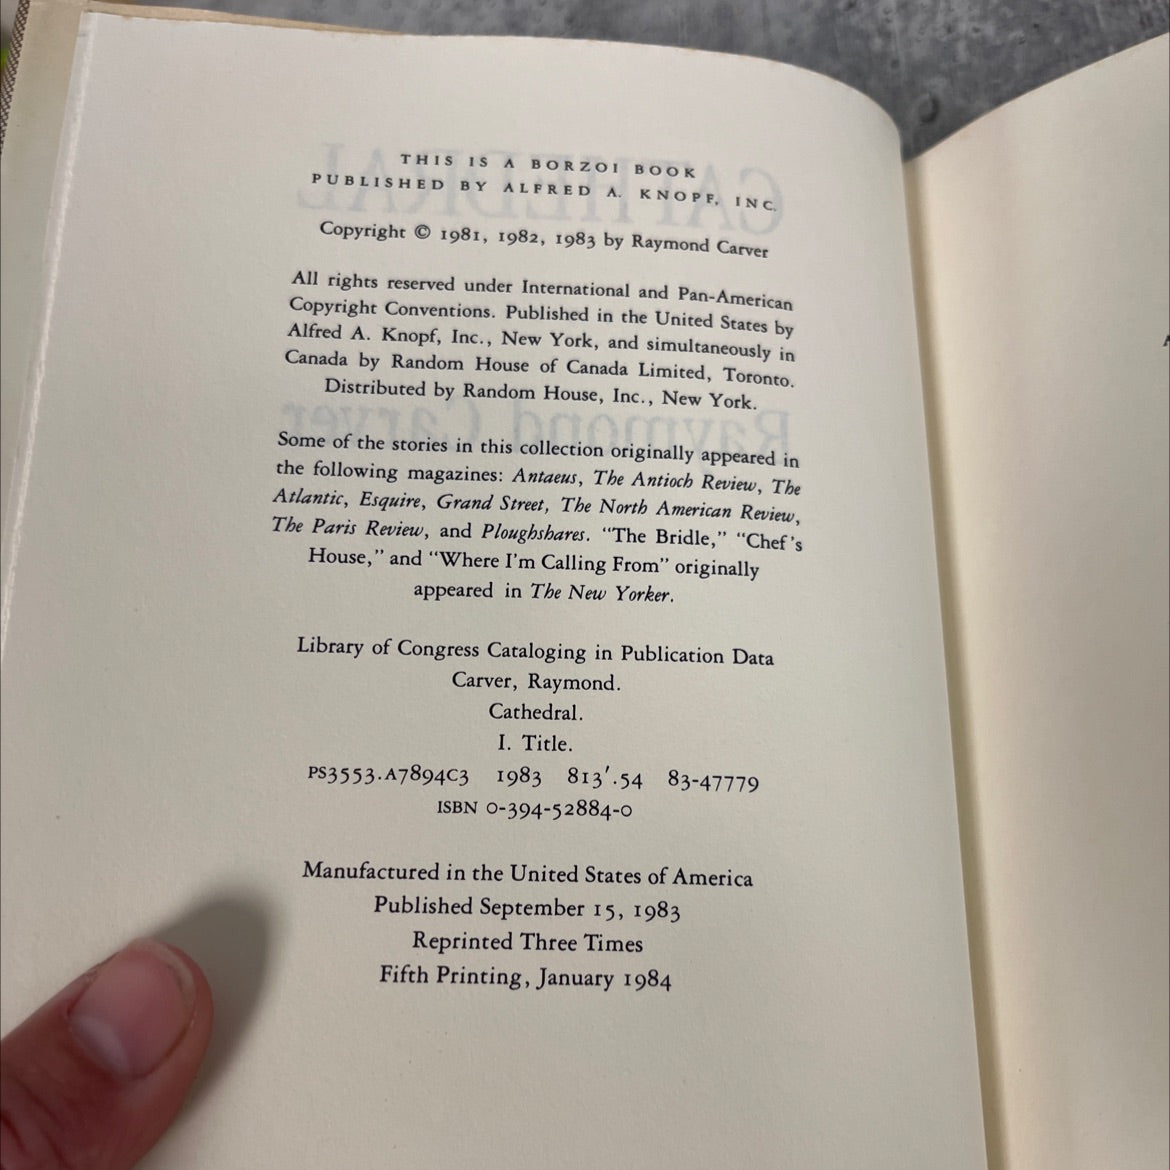 THIS IS A BORZOI BOOK
PUBLISHED BY ALFRED A. KNOPF, INC.
Copyright © 1981, 1982, 1983 by Raymond Carver
All rights reserved under International and Pan-American
Copyright Conventions. Published in the United States by
Alfred A. Knopf, Inc., New York, and simultaneously in
Canada by Random House of Canada Limited, Toronto.
Distributed by Random House, Inc., New York.
Some of the stories in this collection originally appeared in
the following magazines: Antaeus, The Antioch Review, The
Atlantic, Esquire, Grand Street, The North American Review,
The Paris Review, and Ploughshares. “The Bridle,” “Chef’s
House,” and “Where I’m Calling From” originally
appeared in The New Yorker.
Library of Congress Cataloging in Publication Data
Carver, Raymond.
Cathedral.
I. Title.
PS3553.A7894C3 1983 813′.54 83-47779
ISBN 0-394-52884-0
Manufactured in the United States of America
Published September 15, 1983
Reprinted Three Times
Fifth Printing, January 1984